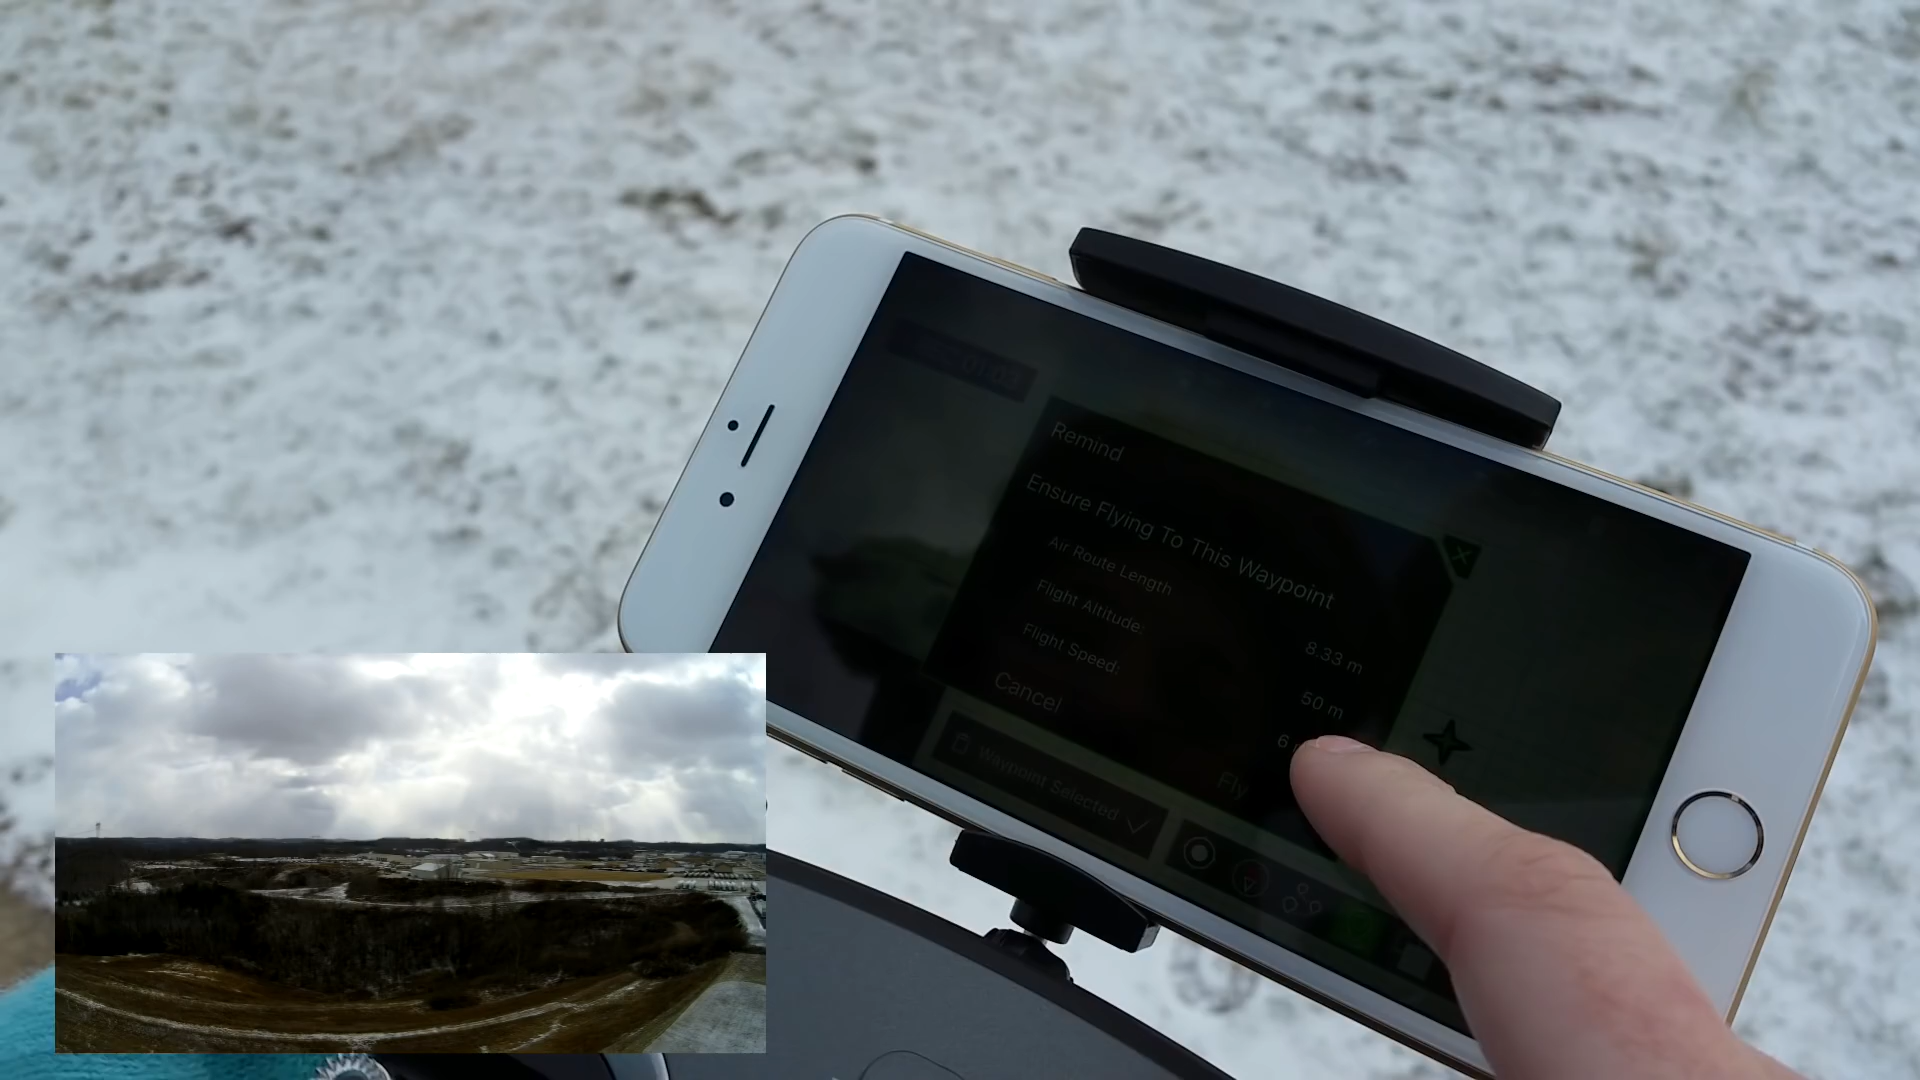 Remind
Ensure Flying To This Waypoint
Air Route Length 8.33 m
Flight Altitude: 50 m
Flight Speed: 6
Cancel Fly
Waypoint Selected